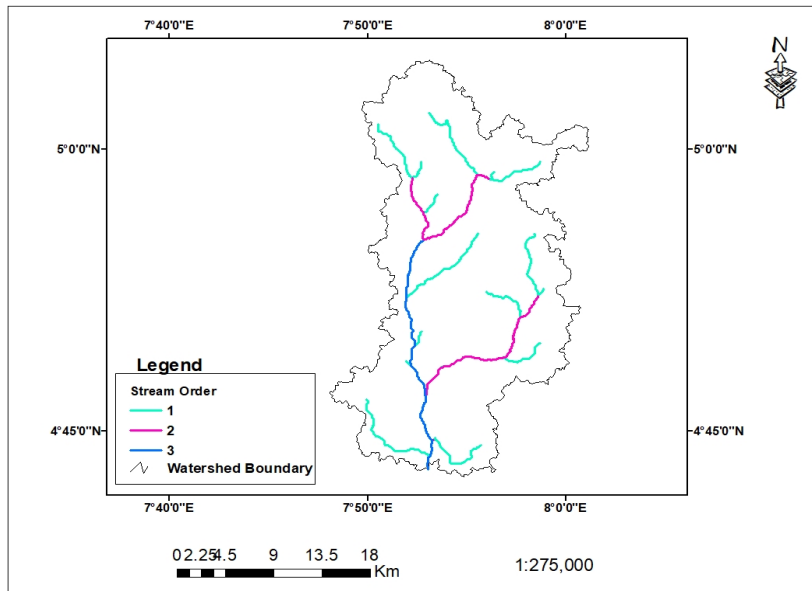 7°40'0"E 7°50'0"E 8°0'0"E
N
5°0'0"N 5°0'0"N
Legend
Stream Order
1
2
3
Watershed Boundary
4°45'0"N 4°45'0"N
7°40'0"E 7°50'0"E 8°0'0"E
0 2.25 4.5 9 13.5 18
Km
1:275,000